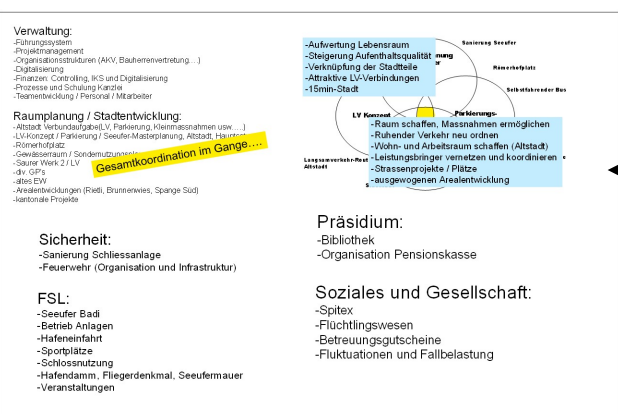 Verwaltung:
-Führungssystem
-Projektmanagement
-Organisationsstrukturen (AKV, Bauherrenvertretung....)
-Digitalisierung
-Finanzen: Controlling, IKS und Digitalisierung
-Prozesse und Schulung Kanzlei
-Teamentwicklung / Personal / Mitarbeiter
Raumplanung / Stadtentwicklung:
-Altstadt Verbundaufgabe(LV, Parkierung, Kleinmassnahmen usw.....)
-LV-Konzept / Parkierung / Seeufer-Masterplanung, Altstadt,
-Römerhofplatz
-Gewässerraum /
-Saurer Werk 2 / LV
-div. GP's
-altes EW
-Arealentwicklungen (Rietli, Brunnenwies, Spange Süd)
-kantonale Projekte
Gesamtkoordination im Gange....
Sicherheit:
-Sanierung Schliessanlage
-Feuerwehr (Organisation und Infrastruktur)
FSL:
-Seeufer Badi
-Betrieb Anlagen
-Hafeneinfahrt
-Sportplätze
-Schlossnutzung
-Hafendamm, Fliegerdenkmal, Seeufermauer
-Veranstaltungen
-Aufwertung Lebensraum
-Steigerung Aufenthaltsqualität
-Verknüpfung der Stadtteile
-Attraktive LV-Verbindungen
-15min-Stadt
Sanierung Seeufer
Römerhofplatz
Selbstfahrender Bus
LV Konzept
Parkierungs-
-Raum schaffen, Massnahmen ermöglichen
-Ruhender Verkehr neu ordnen
-Wohn- und Arbeitsraum schaffen (Altstadt)
-Leistungsbringer vernetzen und koordinieren
-Strassenprojekte / Plätze
-ausgewogenen Arealentwicklung
Altstadt
Präsidium:
-Bibliothek
-Organisation Pensionskasse
Soziales und Gesellschaft:
-Spitex
-Flüchtlingswesen
-Betreuungsgutscheine
-Fluktuationen und Fallbelastung